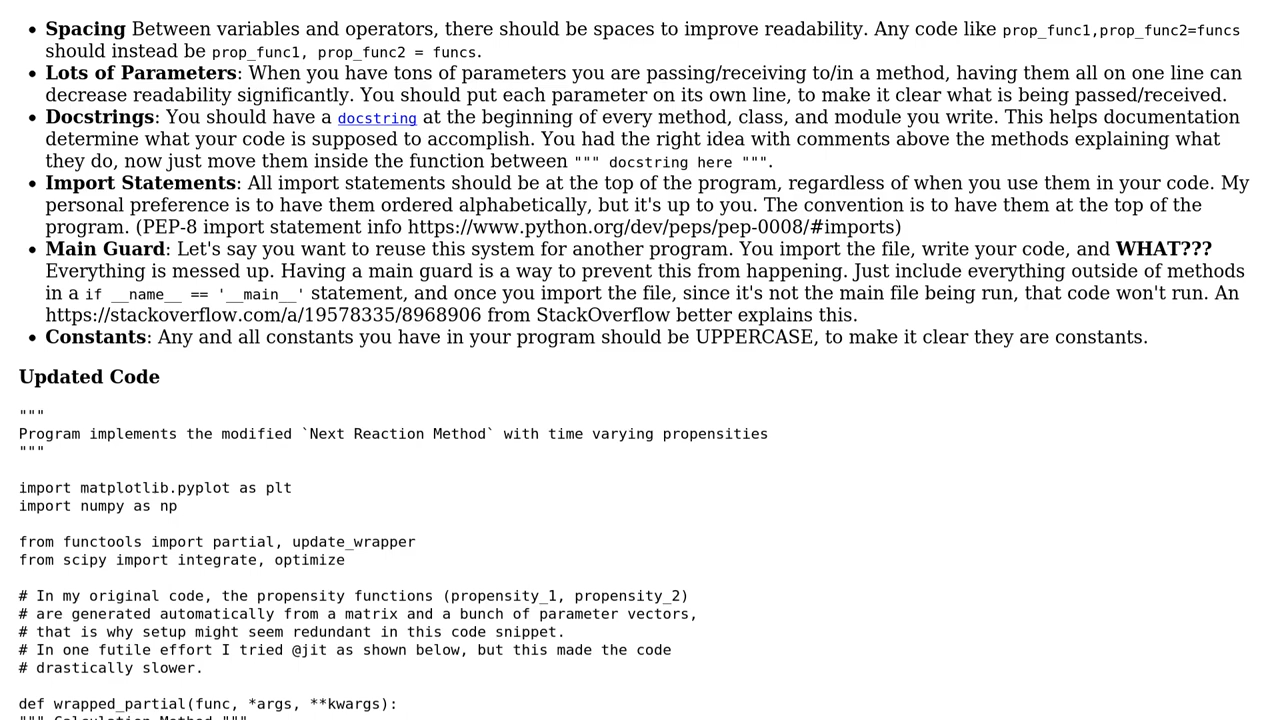 • Spacing Between variables and operators, there should be spaces to improve readability. Any code like prop_func1,prop_func2=funcs
should instead be prop_func1, prop_func2 = funcs.
• Lots of Parameters: When you have tons of parameters you are passing/receiving to/in a method, having them all on one line can
decrease readability significantly. You should put each parameter on its own line, to make it clear what is being passed/received.
• Docstrings: You should have a docstring at the beginning of every method, class, and module you write. This helps documentation
determine what your code is supposed to accomplish. You had the right idea with comments above the methods explaining what
they do, now just move them inside the function between """ docstring here """.
• Import Statements: All import statements should be at the top of the program, regardless of when you use them in your code. My
personal preference is to have them ordered alphabetically, but it's up to you. The convention is to have them at the top of the
program. (PEP-8 import statement info https://www.python.org/dev/peps/pep-0008/#imports)
• Main Guard: Let's say you want to reuse this system for another program. You import the file, write your code, and WHAT???
Everything is messed up. Having a main guard is a way to prevent this from happening. Just include everything outside of methods
in a if __name__ == '__main__' statement, and once you import the file, since it's not the main file being run, that code won't run. An
https://stackoverflow.com/a/19578335/8968906 from StackOverflow better explains this.
• Constants: Any and all constants you have in your program should be UPPERCASE, to make it clear they are constants.
Updated Code
"""
Program implements the modified `Next Reaction Method` with time varying propensities
"""
import matplotlib.pyplot as plt
import numpy as np
from functools import partial, update_wrapper
from scipy import integrate, optimize
# In my original code, the propensity functions (propensity_1, propensity_2)
# are generated automatically from a matrix and a bunch of parameter vectors,
# that is why setup might seem redundant in this code snippet.
# In one futile effort I tried @jit as shown below, but this made the code
# drastically slower.
def wrapped_partial(func, *args, **kwargs):
""" Calculation Method """